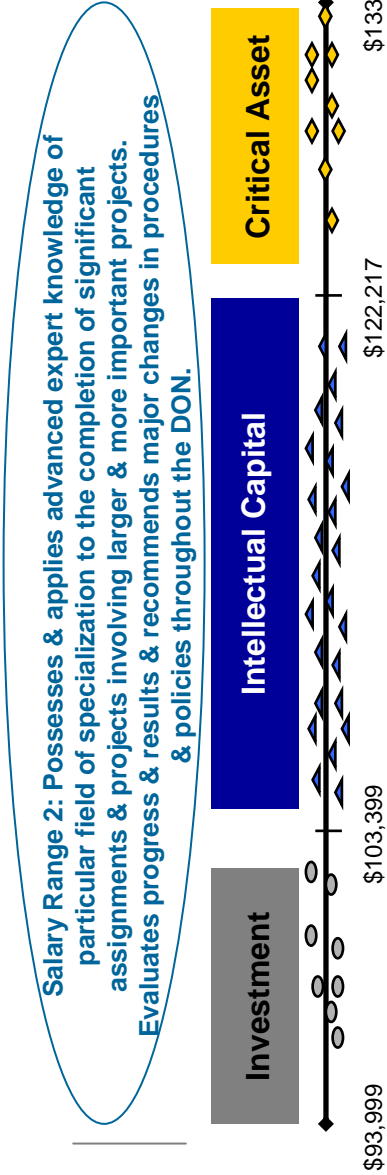 Salary Range 2: Possesses & applies advanced expert knowledge of
particular field of specialization to the completion of significant
assignments & projects involving larger & more important projects.
Evaluates progress & results & recommends major changes in procedures
& policies throughout the DON.
Investment
Intellectual Capital
Critical Asset
$93,999
$103,399
$122,217
$133